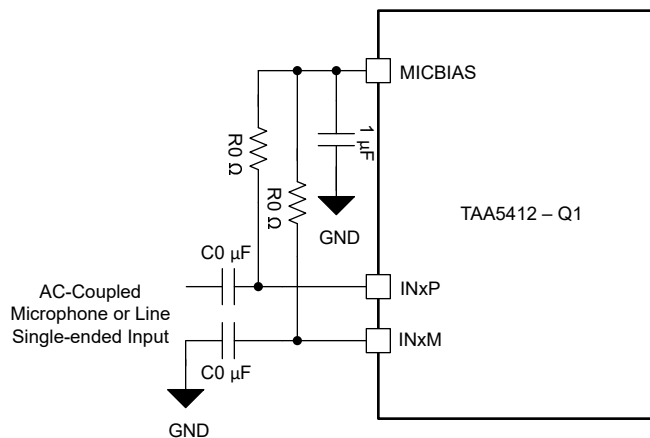 MICBIAS
1 µF
R0 Ω
R0 Ω
TAA5412 – Q1
GND
C0 µF
AC-Coupled
Microphone or Line
Single-ended Input
INxP
INxM
C0 µF
GND